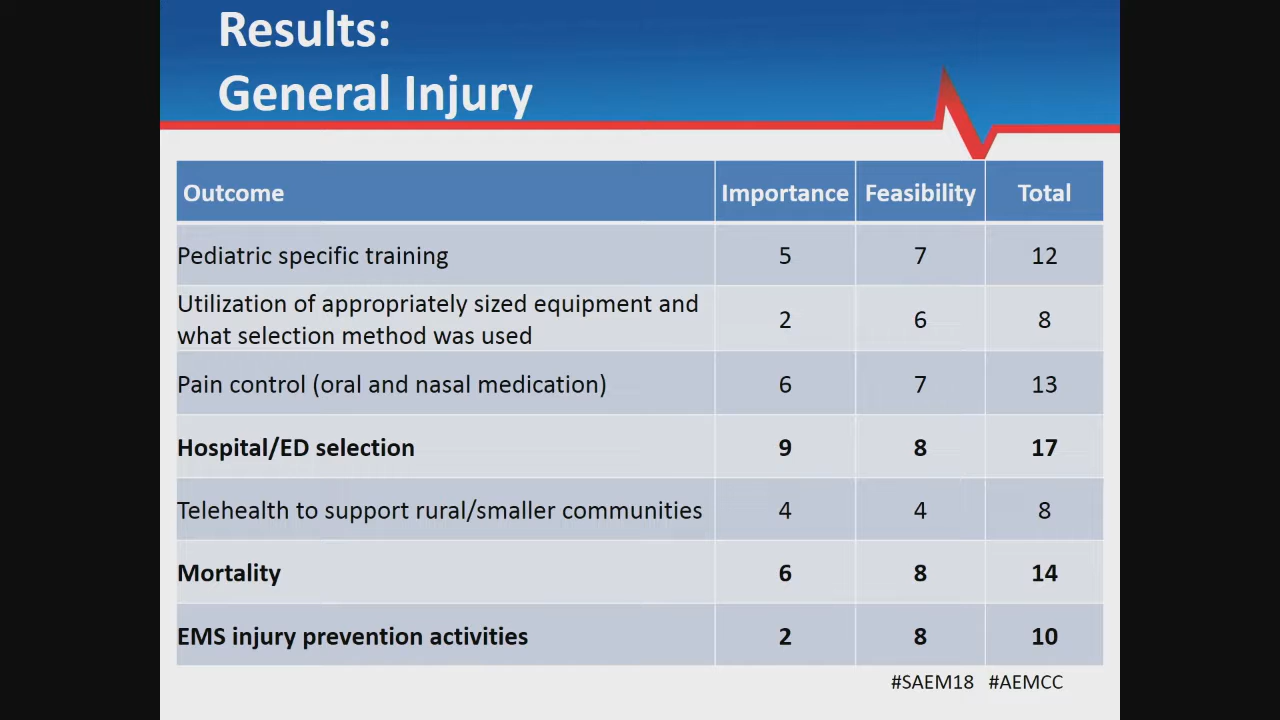 Results:
General Injury
Outcome Importance Feasibility Total
Pediatric specific training 5 7 12
Utilization of appropriately sized equipment and
what selection method was used 2 6 8
Pain control (oral and nasal medication) 6 7 13
Hospital/ED selection 9 8 17
Telehealth to support rural/smaller communities 4 4 8
Mortality 6 8 14
EMS injury prevention activities 2 8 10
#SAEM18 #AEMCC